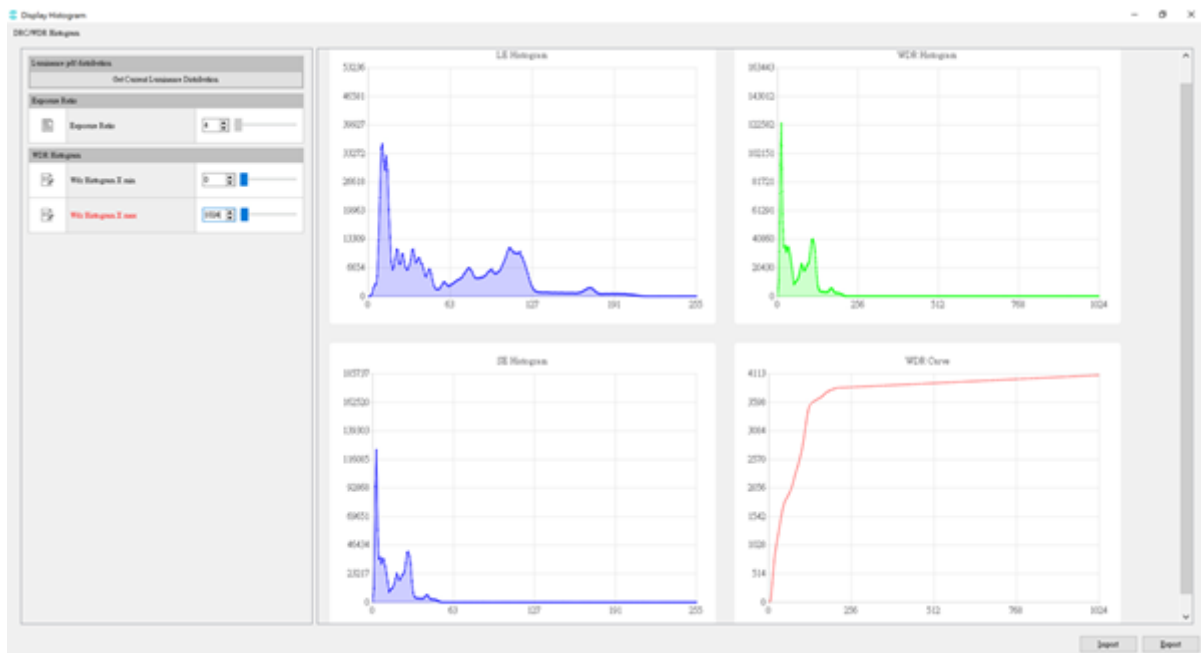 Display Histogram
DRC/WDR Histogram
Luminance pdf distribution
Get Current Luminance Distribution
Exposure Ratio
Exposure Ratio
4
WDR Histogram
Wdr Histogram X min
0
Wdr Histogram X max
1024
LE Histogram
53236
46581
39927
33272
26618
19963
13309
6654
0
0 63 127 191 255
WDR Histogram
163443
143012
122582
102151
81721
61291
40860
20430
0
0 256 512 768 1024
SE Histogram
185737
162520
139303
116085
92868
69651
46434
23217
0
0 63 127 191 255
WDR Curve
4113
3598
3084
2570
2056
1542
1028
514
0
0 256 512 768 1024
Import Export